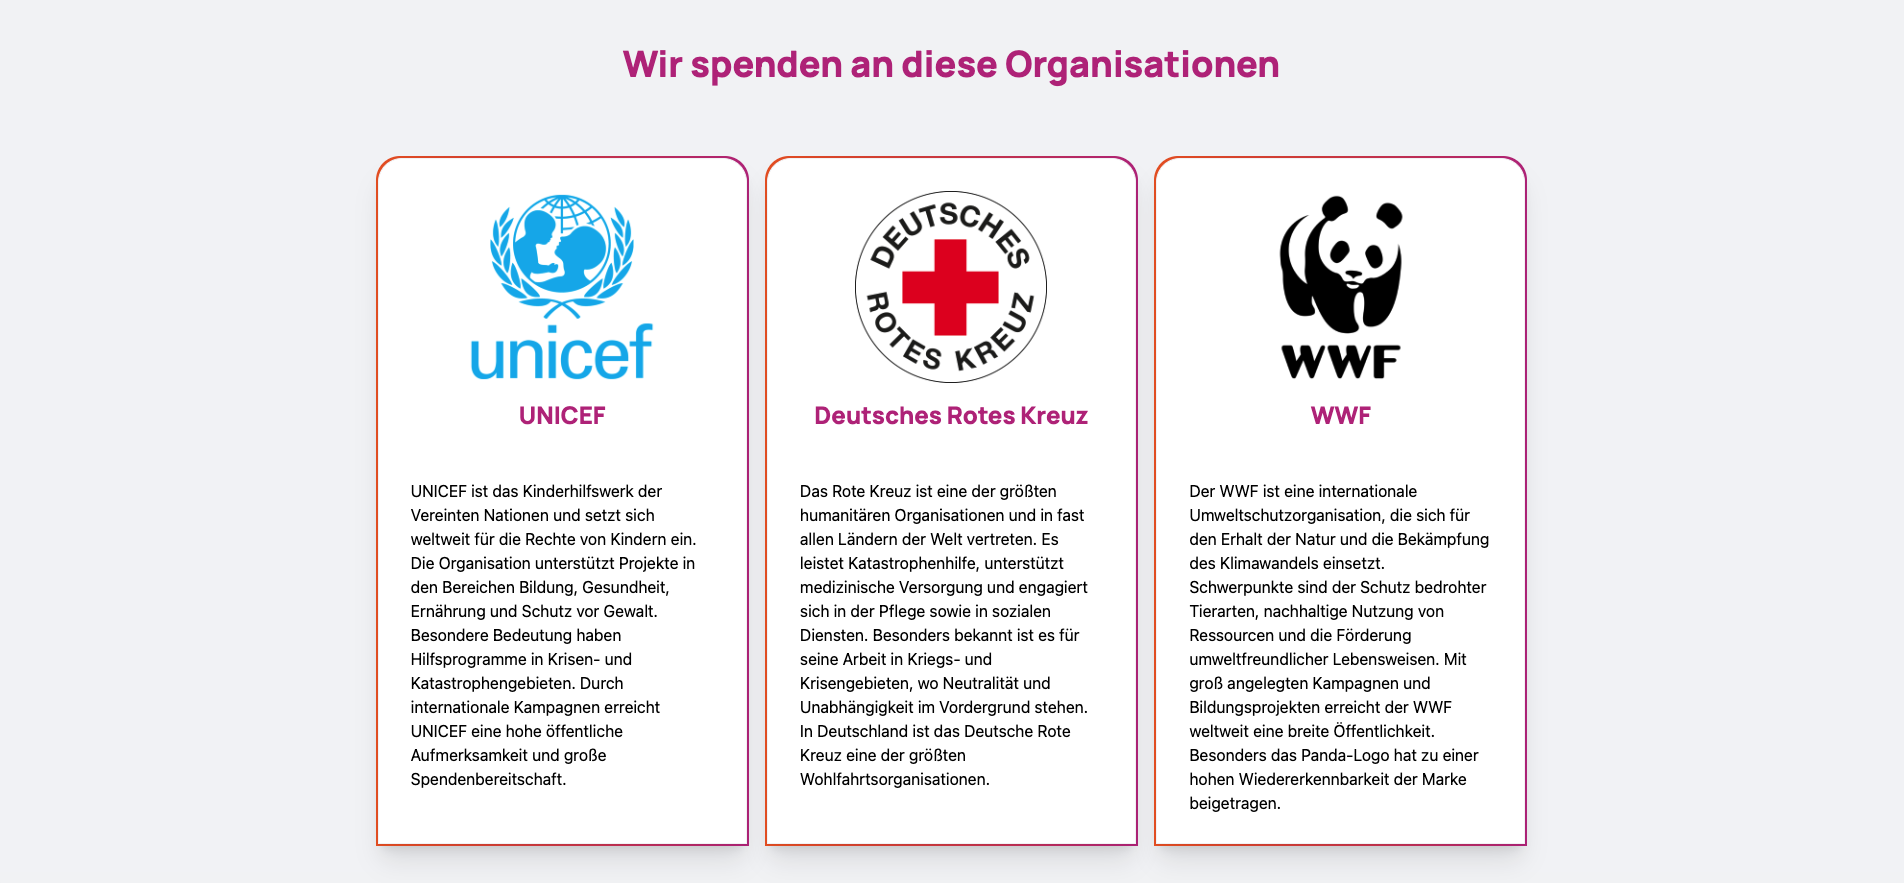 Wir spenden an diese Organisationen
unicef
UNICEF
UNICEF ist das Kinderhilfswerk der
Vereinten Nationen und setzt sich
weltweit für die Rechte von Kindern ein.
Die Organisation unterstützt Projekte in
den Bereichen Bildung, Gesundheit,
Ernährung und Schutz vor Gewalt.
Besondere Bedeutung haben
Hilfsprogramme in Krisen- und
Katastrophengebieten. Durch
internationale Kampagnen erreicht
UNICEF eine hohe öffentliche
Aufmerksamkeit und große
Spendenbereitschaft.
DEUTSCHES
ROTES KREUZ
Deutsches Rotes Kreuz
Das Rote Kreuz ist eine der größten
humanitären Organisationen und in fast
allen Ländern der Welt vertreten. Es
leistet Katastrophenhilfe, unterstützt
medizinische Versorgung und engagiert
sich in der Pflege sowie in sozialen
Diensten. Besonders bekannt ist es für
seine Arbeit in Kriegs- und
Krisengebieten, wo Neutralität und
Unabhängigkeit im Vordergrund stehen.
In Deutschland ist das Deutsche Rote
Kreuz eine der größten
Wohlfahrtsorganisationen.
WWF
WWF
Der WWF ist eine internationale
Umweltschutzorganisation, die sich für
den Erhalt der Natur und die Bekämpfung
des Klimawandels einsetzt.
Schwerpunkte sind der Schutz bedrohter
Tierarten, nachhaltige Nutzung von
Ressourcen und die Förderung
umweltfreundlicher Lebensweisen. Mit
groß angelegten Kampagnen und
Bildungsprojekten erreicht der WWF
weltweit eine breite Öffentlichkeit.
Besonders das Panda-Logo hat zu einer
hohen Wiedererkennbarkeit der Marke
beigetragen.